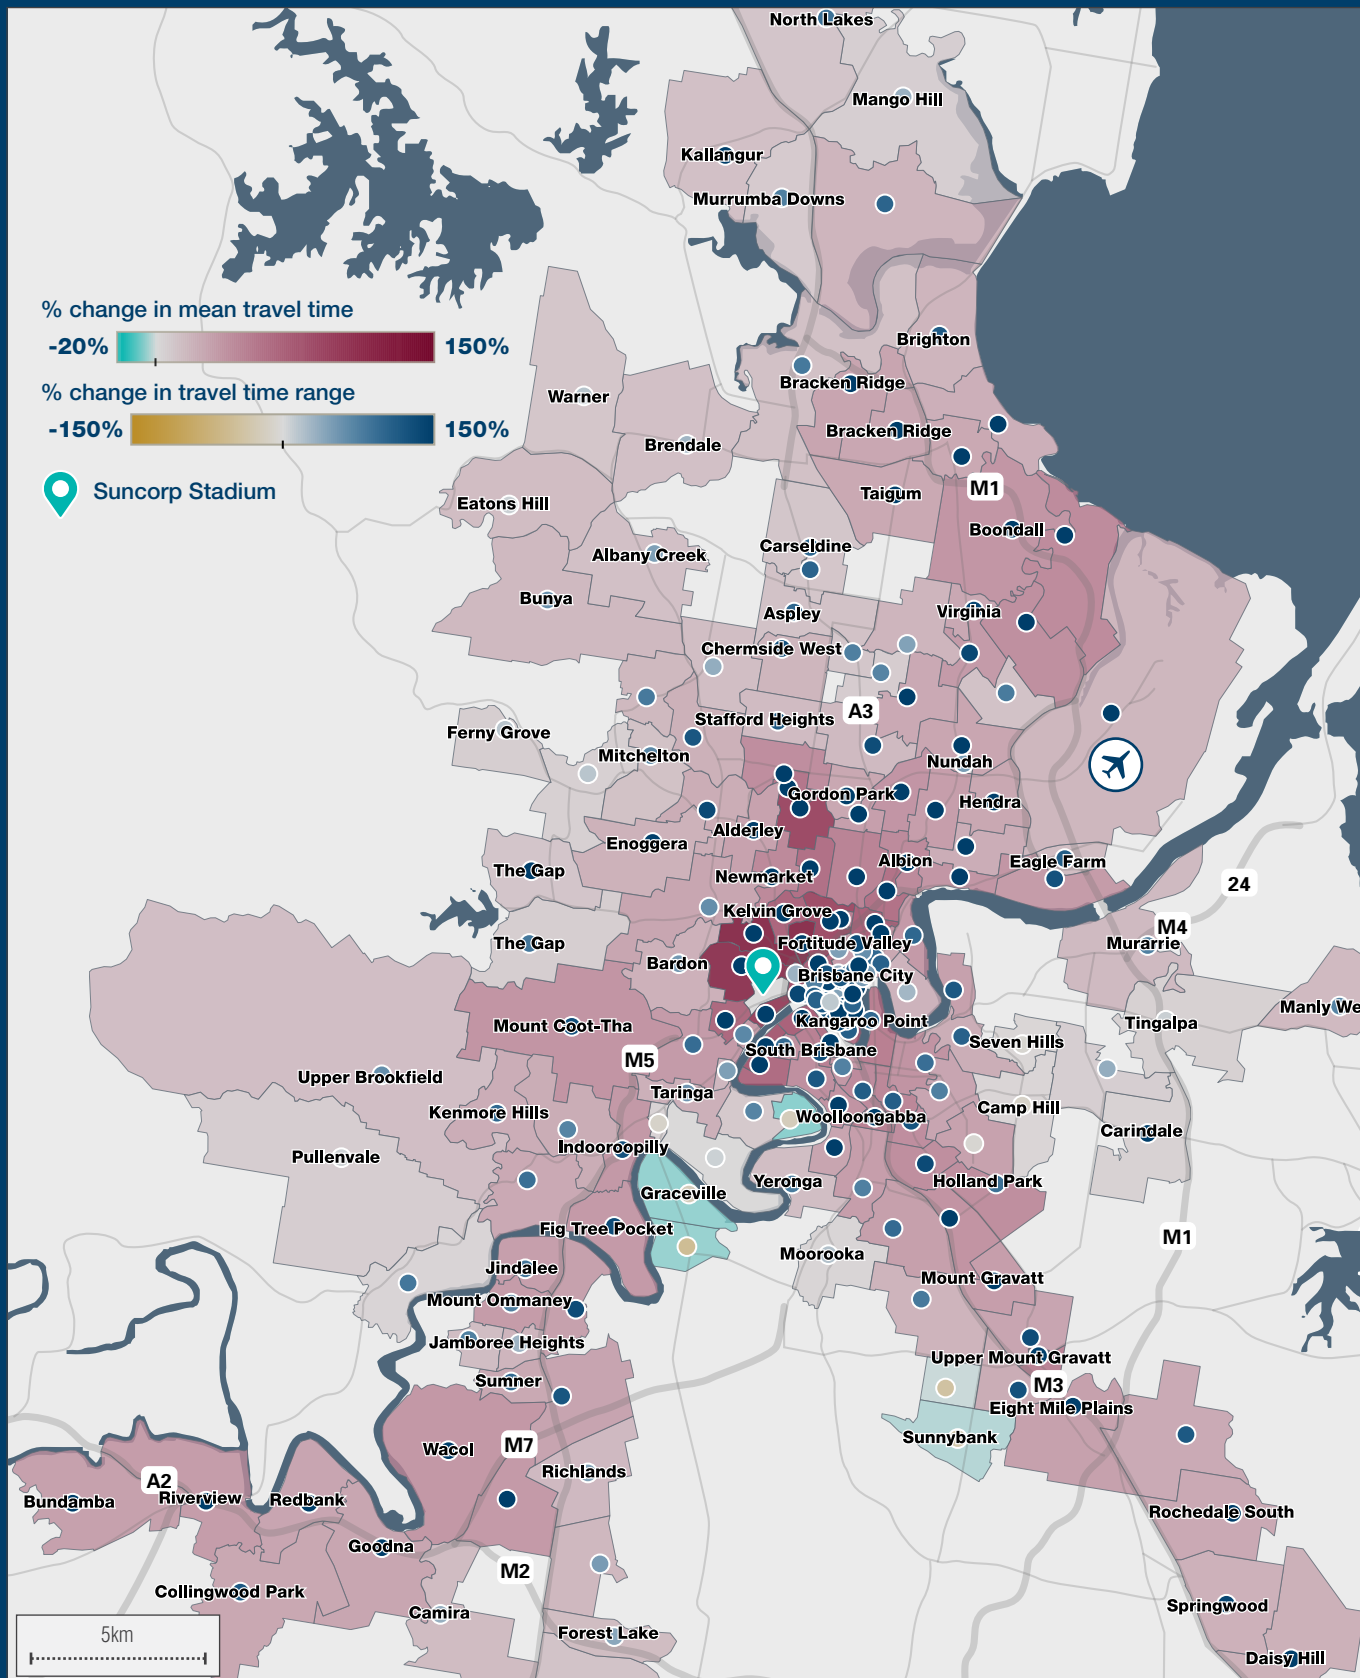 North Lakes
Mango Hill
Kallangur
Murrumba Downs
% change in mean travel time
-20%
150%
% change in travel time range
-150%
150%
Suncorp Stadium
Brighton
Bracken Ridge
Warner
Bracken Ridge
Brendale
M1
Taigum
Eatons Hill
Boondall
Carseldine
Albany Creek
Bunya
Aspley
Virginia
Chermside West
A3
Stafford Heights
Ferny Grove
Mitchelton
Nundah
Gordon Park
Hendra
Alderley
Enoggera
Albion
Eagle Farm
The Gap
Newmarket
24
Kelvin Grove
M4
The Gap
Fortitude Valley
Murarrie
Bardon
Brisbane City
Manly We
Mount Coot-Tha
Kangaroo Point
Tingalpa
Seven Hills
M5
South Brisbane
Upper Brookfield
Taringa
Kenmore Hills
Camp Hill
Woolloongabba
Carindale
Indooroopilly
Pullenvale
Yeronga
Holland Park
Graceville
Fig Tree Pocket
M1
Moorooka
Jindalee
Mount Gravatt
Mount Ommaney
Jamboree Heights
Upper Mount Gravatt
Sumner
M3
Eight Mile Plains
Sunnybank
Wacol
M7
Richlands
A2
Bundamba
Riverview
Redbank
Rochedale South
Goodna
M2
Collingwood Park
Camira
Springwood
Forest Lake
5km
Daisy Hill